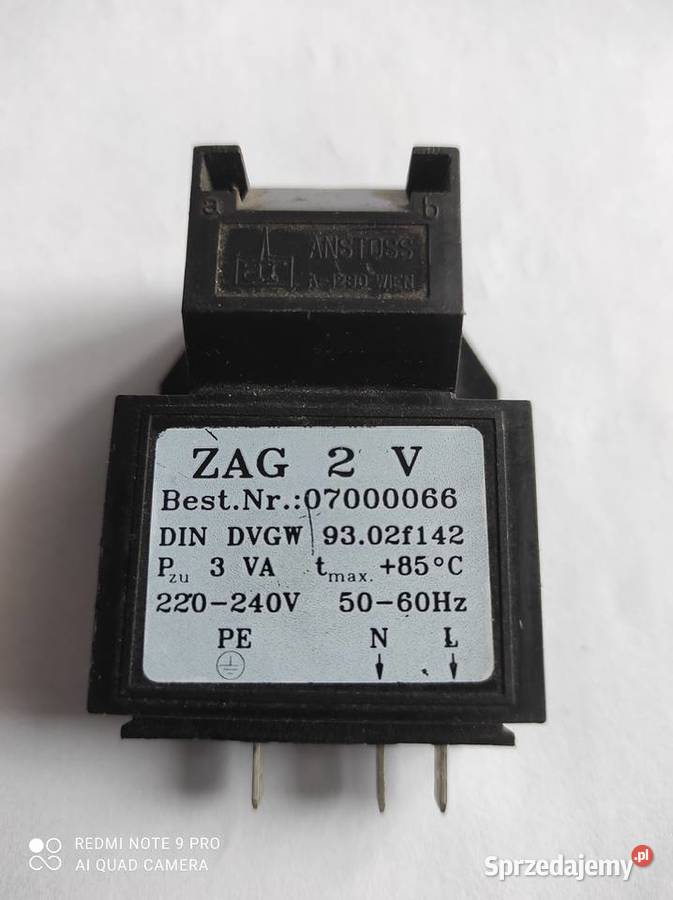 a b
ANSTOSS
A-1230 WIEN
ZAG 2 V
Best.Nr.:07000066
DIN DVGW 93.02f142
Pzu 3 VA tmax. +85°C
220-240V 50-60Hz
PE N L
REDMI NOTE 9 PRO
AI QUAD CAMERA
Sprzedajemy.pl